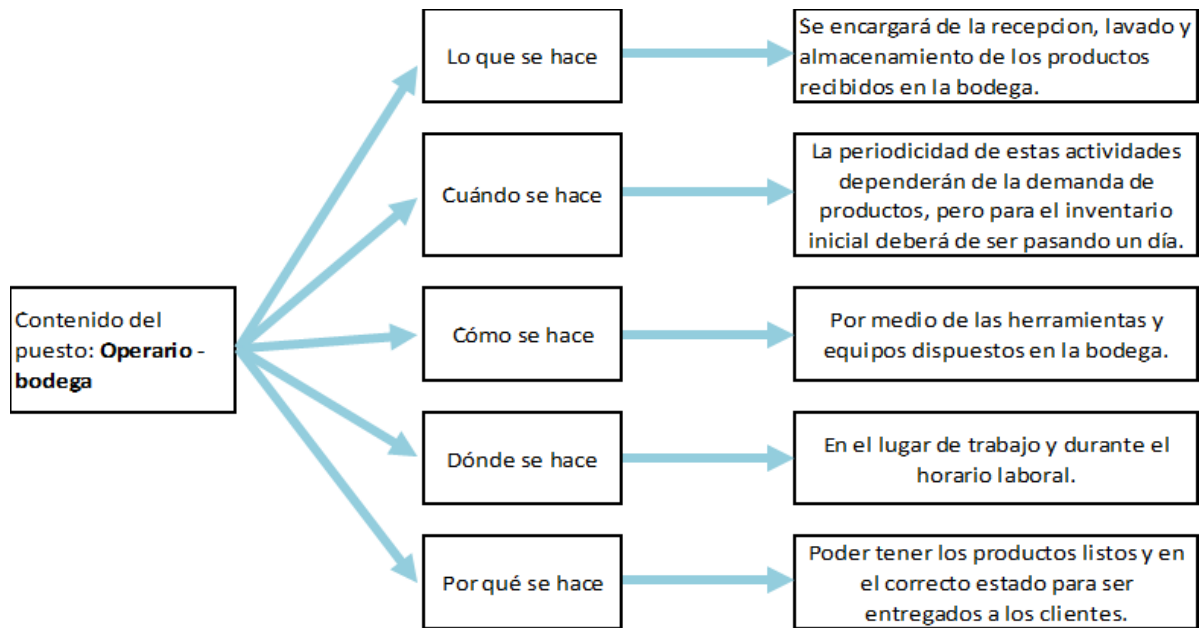 Lo que se hace
Se encargará de la recepcion, lavado y
almacenamiento de los productos
recibidos en la bodega.
Cuándo se hace
La periodicidad de estas actividades
dependerán de la demanda de
productos, pero para el inventario
inicial deberá de ser pasando un día.
Contenido del
puesto: Operario -
bodega
Cómo se hace
Por medio de las herramientas y
equipos dispuestos en la bodega.
Dónde se hace
En el lugar de trabajo y durante el
horario laboral.
Por qué se hace
Poder tener los productos listos y en
el correcto estado para ser
entregados a los clientes.